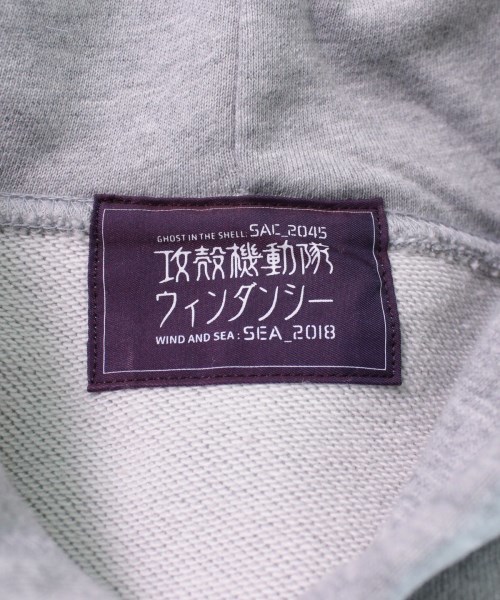 GHOST IN THE SHELL: SAC_2045
攻殻機動隊
ウィンダンシー
WIND AND SEA : SEA_2018